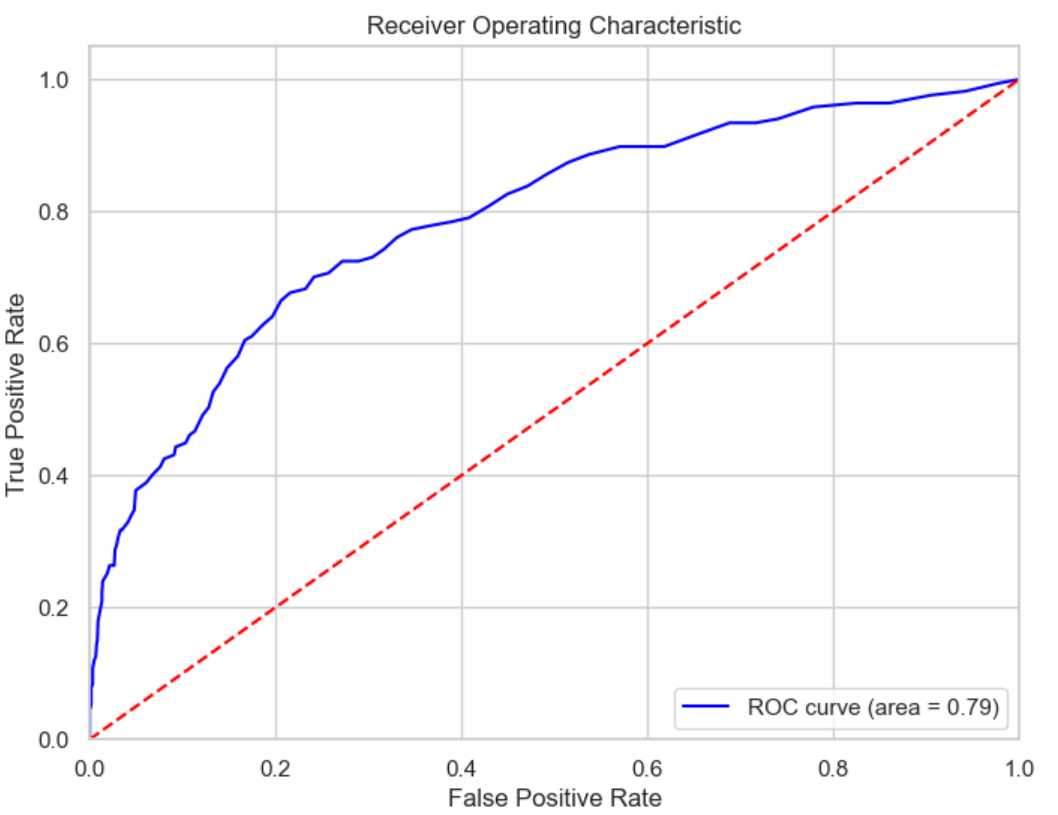 Receiver Operating Characteristic
1.0
0.8
0.6
0.4
0.2
0.0
True Positive Rate
ROC curve (area = 0.79)
0.0 0.2 0.4 0.6 0.8 1.0
False Positive Rate